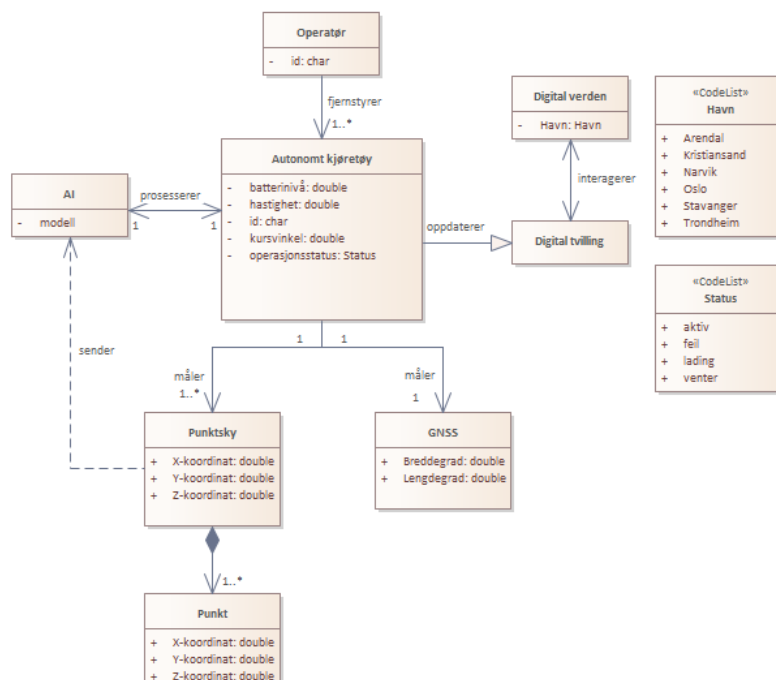 Operatør
- id: char
fjernstyrer
1..*
Digital verden
- Havn: Havn
«CodeList»
Havn
+ Arendal
+ Kristiansand
+ Narvik
+ Oslo
+ Stavanger
+ Trondheim
Autonomt kjøretøy
- batterinivå: double
- hastighet: double
- id: char
- kursvinkel: double
- operasjonsstatus: Status
AI
- modell
prosesserer
1
1
interagerer
oppdaterer
Digital tvilling
«CodeList»
Status
+ aktiv
+ feil
+ lading
+ venter
sender
1
1
måler
1..*
måler
1
Punktsky
+ X-koordinat: double
+ Y-koordinat: double
+ Z-koordinat: double
GNSS
+ Breddegrad: double
+ Lengdegrad: double
1..*
Punkt
+ X-koordinat: double
+ Y-koordinat: double
+ Z-koordinat: double